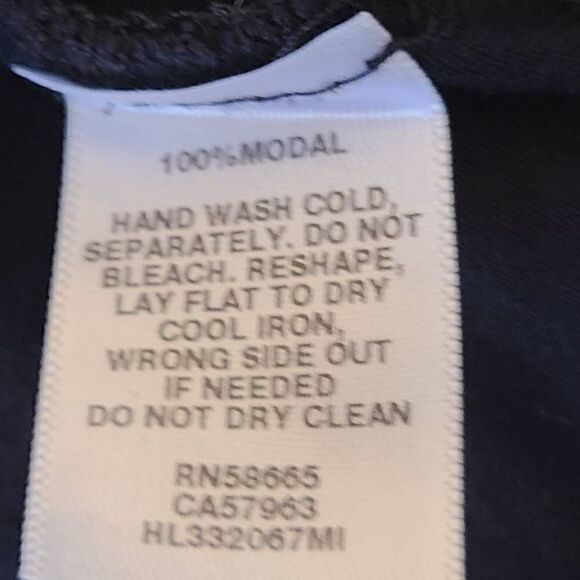 100%MODAL
HAND WASH COLD,
SEPARATELY. DO NOT
BLEACH. RESHAPE,
LAY FLAT TO DRY
COOL IRON,
WRONG SIDE OUT
IF NEEDED
DO NOT DRY CLEAN
RN58665
CA57963
HL332067MI